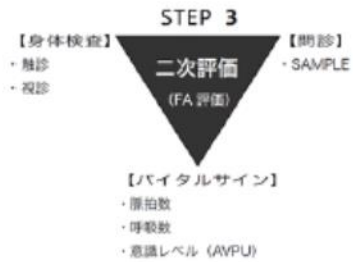 STEP 3
【身体検査】
・触診
・視診
二次評価
(FA 評価)
【問診】
・SAMPLE
【バイタルサイン】
・脈拍数
・呼吸数
・意識レベル (AVPU)